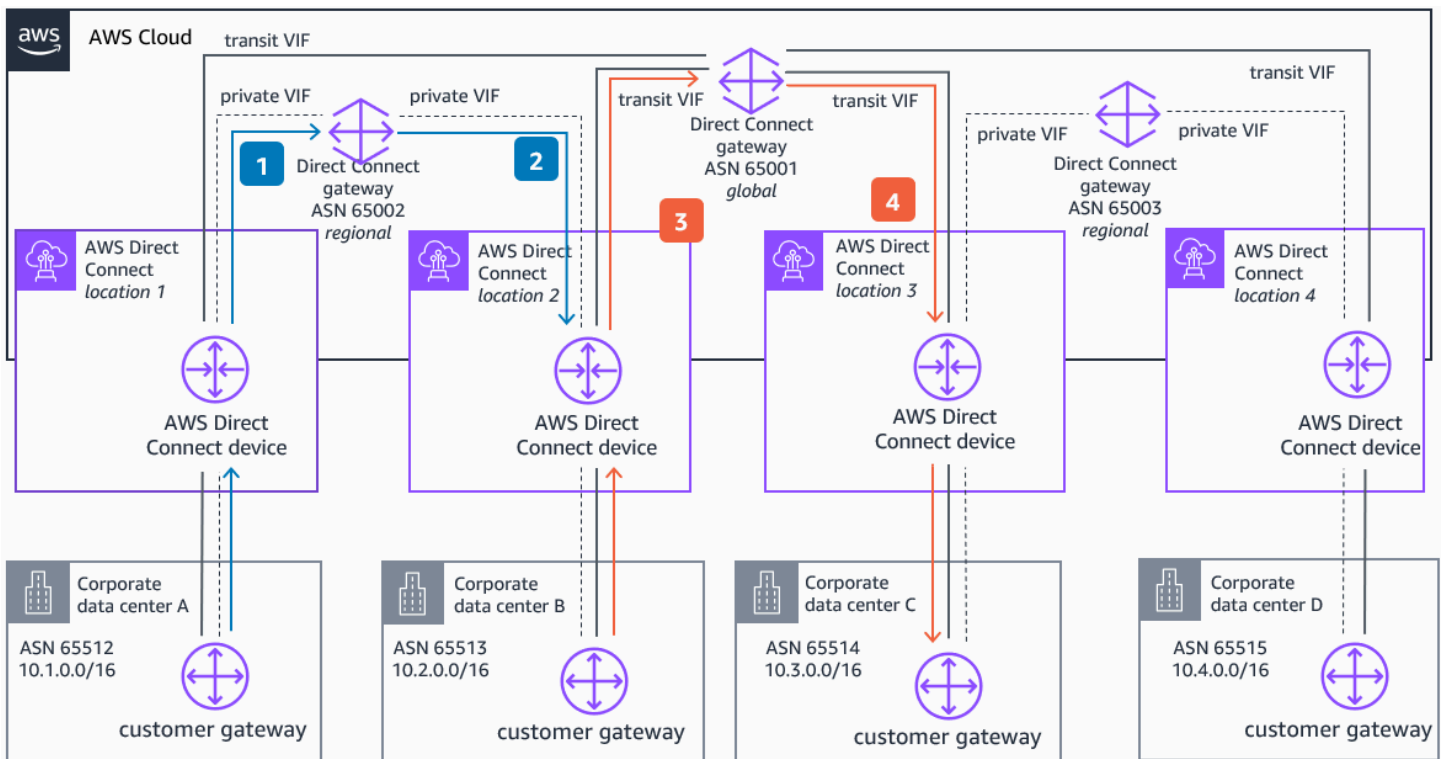 aws
AWS Cloud
transit VIF
private VIF
private VIF
transit VIF
transit VIF
transit VIF
private VIF
private VIF
1
2
3
4
Direct Connect
gateway
ASN 65002
regional
Direct Connect
gateway
ASN 65001
global
Direct Connect
gateway
ASN 65003
regional
AWS Direct
Connect
location 1
AWS Direct
Connect
location 2
AWS Direct
Connect
location 3
AWS Direct
Connect
location 4
AWS Direct
Connect device
AWS Direct
Connect device
AWS Direct
Connect device
AWS Direct
Connect device
Corporate
data center A
ASN 65512
10.1.0.0/16
customer gateway
Corporate
data center B
ASN 65513
10.2.0.0/16
customer gateway
Corporate
data center C
ASN 65514
10.3.0.0/16
customer gateway
Corporate
data center D
ASN 65515
10.4.0.0/16
customer gateway